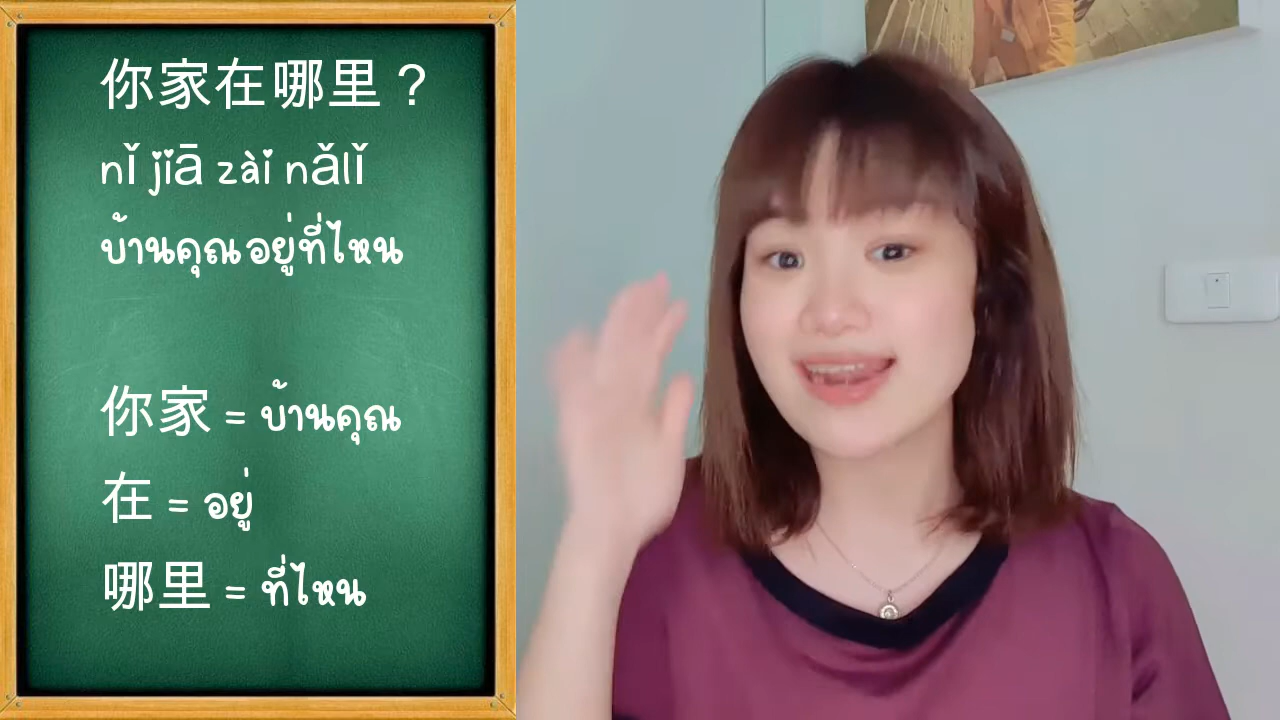 你家在哪里？
nǐ jiā zài nǎlǐ
บ้านคุณอยู่ที่ไหน
你家 = บ้านคุณ
在 = อยู่
哪里 = ที่ไหน